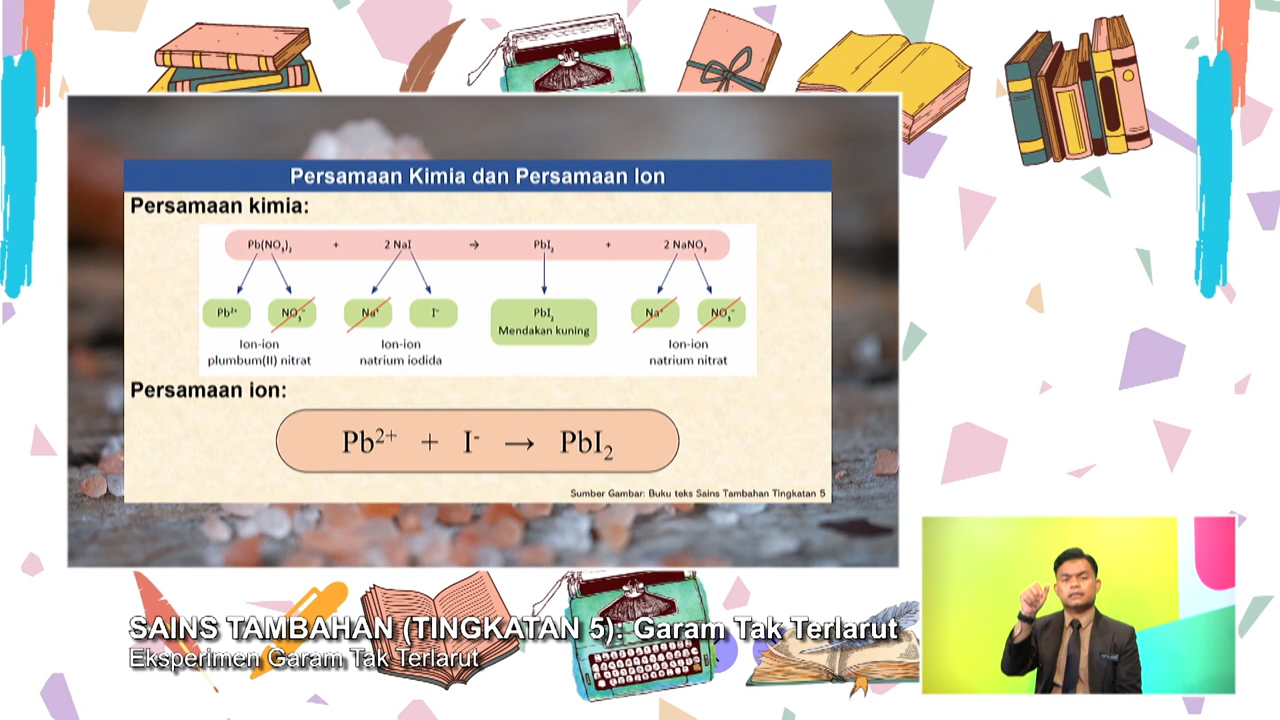 Persamaan Kimia dan Persamaan Ion
Persamaan kimia:
Pb(NO₃)₂ + 2 NaI → PbI₂ + 2 NaNO₃
Pb²⁺ NO₃⁻ Na⁺ I⁻ PbI₂ Na⁺ NO₃⁻
Mendakan kuning
Ion-ion Ion-ion Ion-ion
plumbum(II) nitrat natrium iodida natrium nitrat
Persamaan ion:
Pb²⁺ + I⁻ → PbI₂
Sumber Gambar: Buku teks Sains Tambahan Tingkatan 5
SAINS TAMBAHAN (TINGKATAN 5): Garam Tak Terlarut
Eksperimen Garam Tak Terlarut